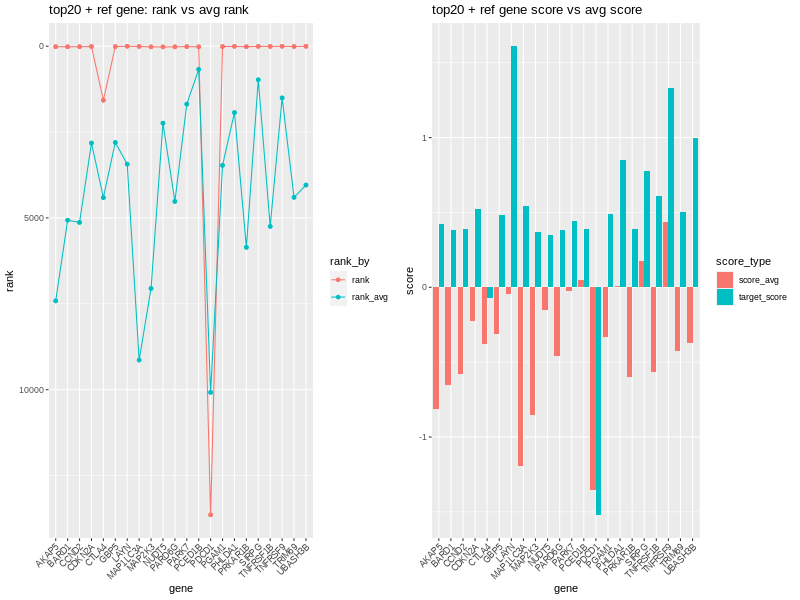 top20 + ref gene: rank vs avg rank
0
5000
10000
rank
AKAP5
BARD1
CCND2
CDKN2A
CTLA4
GBP5
LAYN
MAP1LC3A
MAP2K3
NUDT5
PARD6G
PARK7
PCED1B
PDCD1
PGAM1
PHLDA1
PRKAR1B
SIRPG
TNFRSF1B
TNFRSF9
TRIM69
UBASH3B
gene
rank_by
rank
rank_avg
top20 + ref gene score vs avg score
1
0
-1
score
AKAP5
BARD1
CCND2
CDKN2A
CTLA4
GBP5
LAYN
MAP1LC3A
MAP2K3
NUDT5
PARD6G
PARK7
PCED1B
PDCD1
PGAM1
PHLDA1
PRKAR1B
SIRPG
TNFRSF1B
TNFRSF9
TRIM69
UBASH3B
gene
score_type
score_avg
target_score